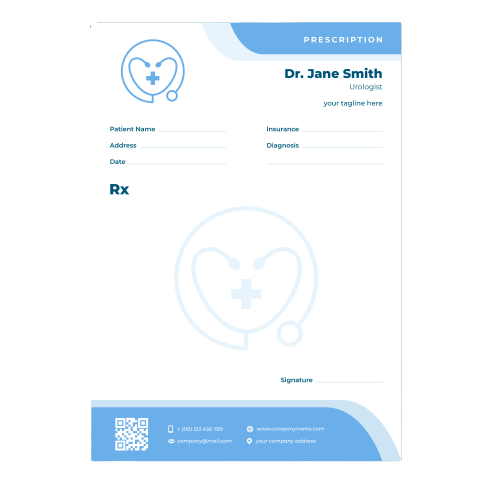 PRESCRIPTION
Dr. Jane Smith
Urologist
your tagline here
Patient Name
Insurance
Address
Diagnosis
Date
Rx
Signature
+ (00) 123 456 789
www.companyname.com
company@mail.com
your company address